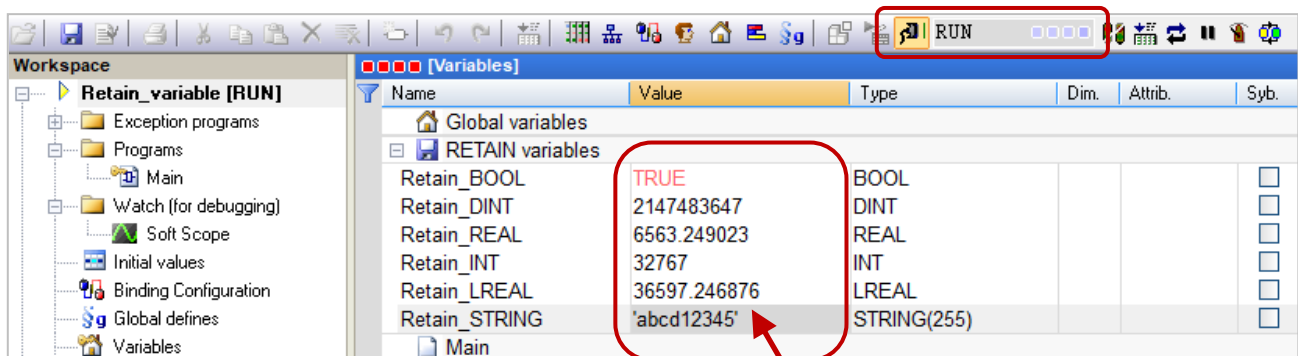 RUN
Workspace
[Variables]
Retain_variable [RUN]
Name Value Type Dim. Attrib. Syb.
Exception programs
Global variables
Programs
RETAIN variables
Main
Retain_BOOL TRUE BOOL
Watch (for debugging)
Retain_DINT 2147483647 DINT
Soft Scope
Retain_REAL 6563.249023 REAL
Initial values
Retain_INT 32767 INT
Binding Configuration
Retain_LREAL 36597.246876 LREAL
Global defines
Retain_STRING 'abcd12345' STRING(255)
Variables
Main